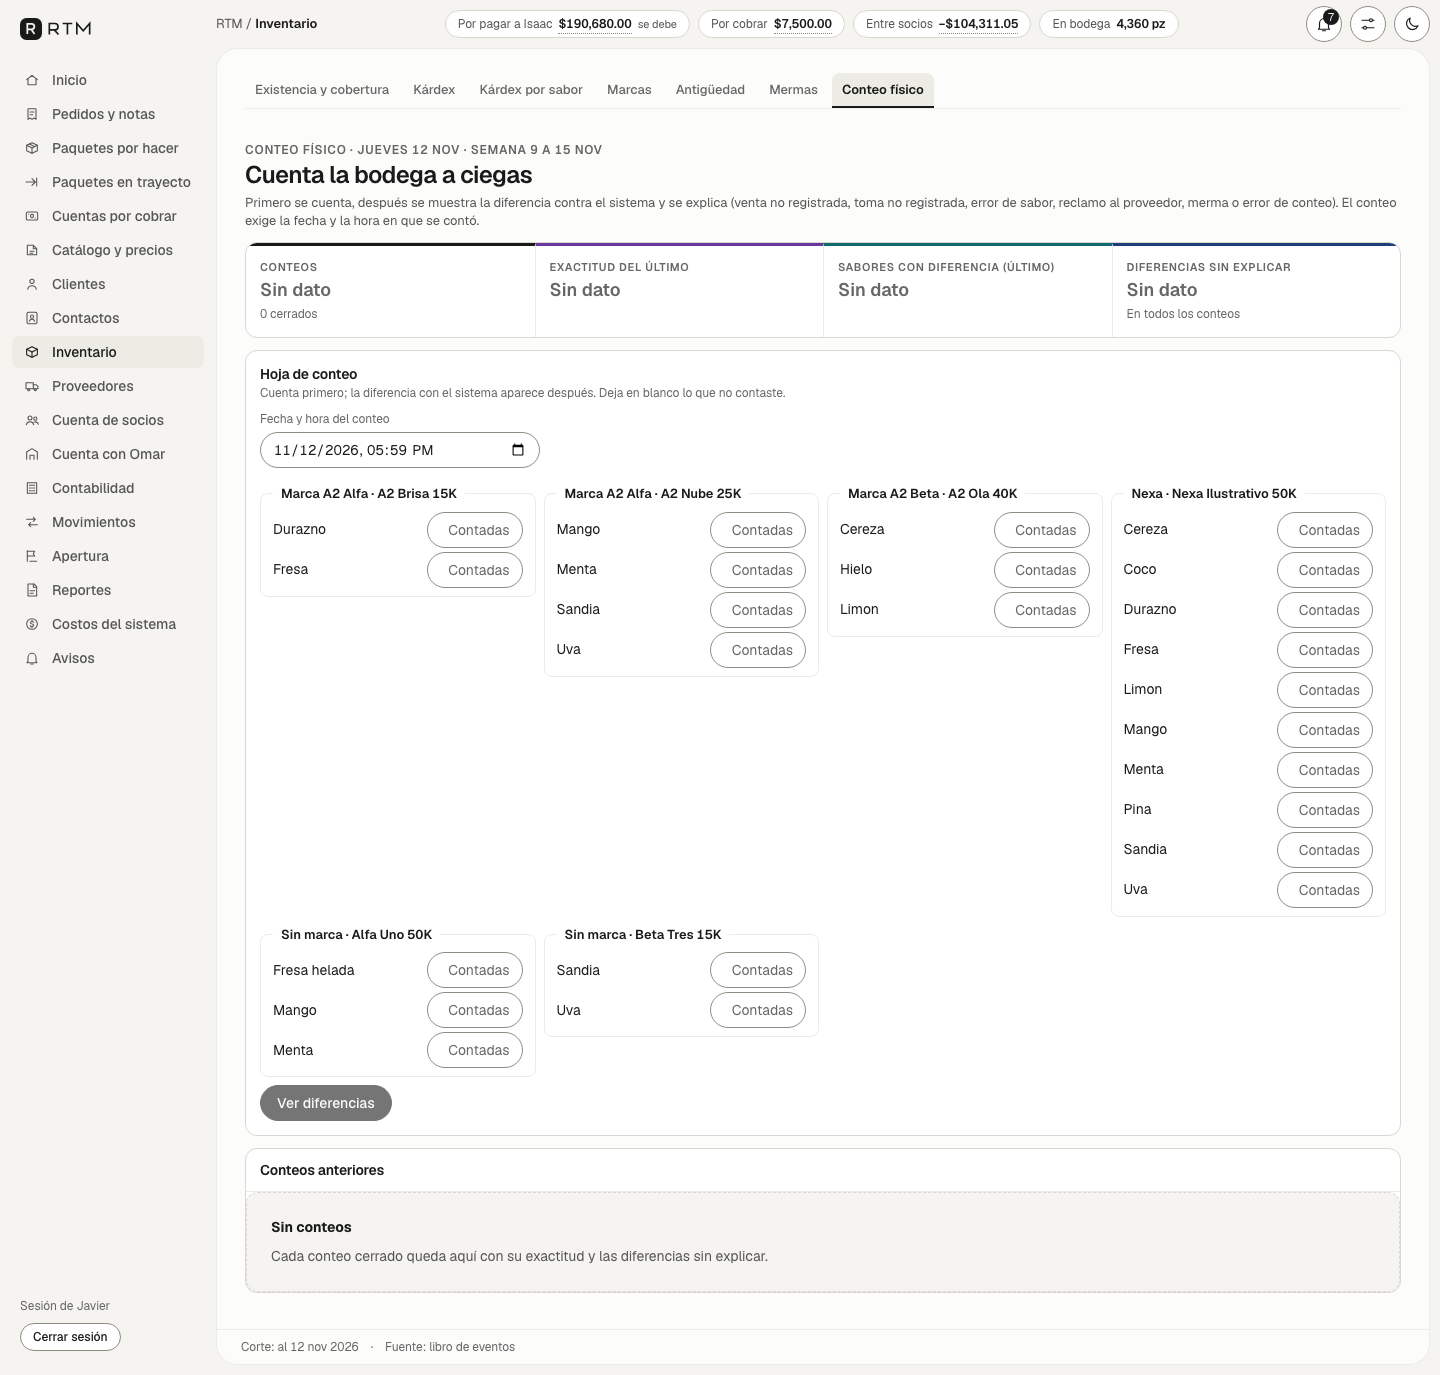 R RTM
RTM / Inventario
Por pagar a Isaac $190,680.00 se debe
Por cobrar $7,500.00
Entre socios −$104,311.05
En bodega 4,360 pz
7
Inicio
Pedidos y notas
Paquetes por hacer
Paquetes en trayecto
Cuentas por cobrar
Catálogo y precios
Clientes
Contactos
Inventario
Proveedores
Cuenta de socios
Cuenta con Omar
Contabilidad
Movimientos
Apertura
Reportes
Costos del sistema
Avisos
Sesión de Javier
Cerrar sesión
Existencia y cobertura
Kárdex
Kárdex por sabor
Marcas
Antigüedad
Mermas
Conteo físico
CONTEO FÍSICO · JUEVES 12 NOV · SEMANA 9 A 15 NOV
Cuenta la bodega a ciegas
Primero se cuenta, después se muestra la diferencia contra el sistema y se explica (venta no registrada, toma no registrada, error de sabor, reclamo al proveedor, merma o error de conteo). El conteo
exige la fecha y la hora en que se contó.
CONTEOS
Sin dato
0 cerrados
EXACTITUD DEL ÚLTIMO
Sin dato
SABORES CON DIFERENCIA (ÚLTIMO)
Sin dato
DIFERENCIAS SIN EXPLICAR
Sin dato
En todos los conteos
Hoja de conteo
Cuenta primero; la diferencia con el sistema aparece después. Deja en blanco lo que no contaste.
Fecha y hora del conteo
11/12/2026, 05:59 PM
Marca A2 Alfa · A2 Brisa 15K
Durazno Contadas
Fresa Contadas
Marca A2 Alfa · A2 Nube 25K
Mango Contadas
Menta Contadas
Sandia Contadas
Uva Contadas
Marca A2 Beta · A2 Ola 40K
Cereza Contadas
Hielo Contadas
Limon Contadas
Nexa · Nexa Ilustrativo 50K
Cereza Contadas
Coco Contadas
Durazno Contadas
Fresa Contadas
Limon Contadas
Mango Contadas
Menta Contadas
Pina Contadas
Sandia Contadas
Uva Contadas
Sin marca · Alfa Uno 50K
Fresa helada Contadas
Mango Contadas
Menta Contadas
Sin marca · Beta Tres 15K
Sandia Contadas
Uva Contadas
Ver diferencias
Conteos anteriores
Sin conteos
Cada conteo cerrado queda aquí con su exactitud y las diferencias sin explicar.
Corte: al 12 nov 2026 · Fuente: libro de eventos